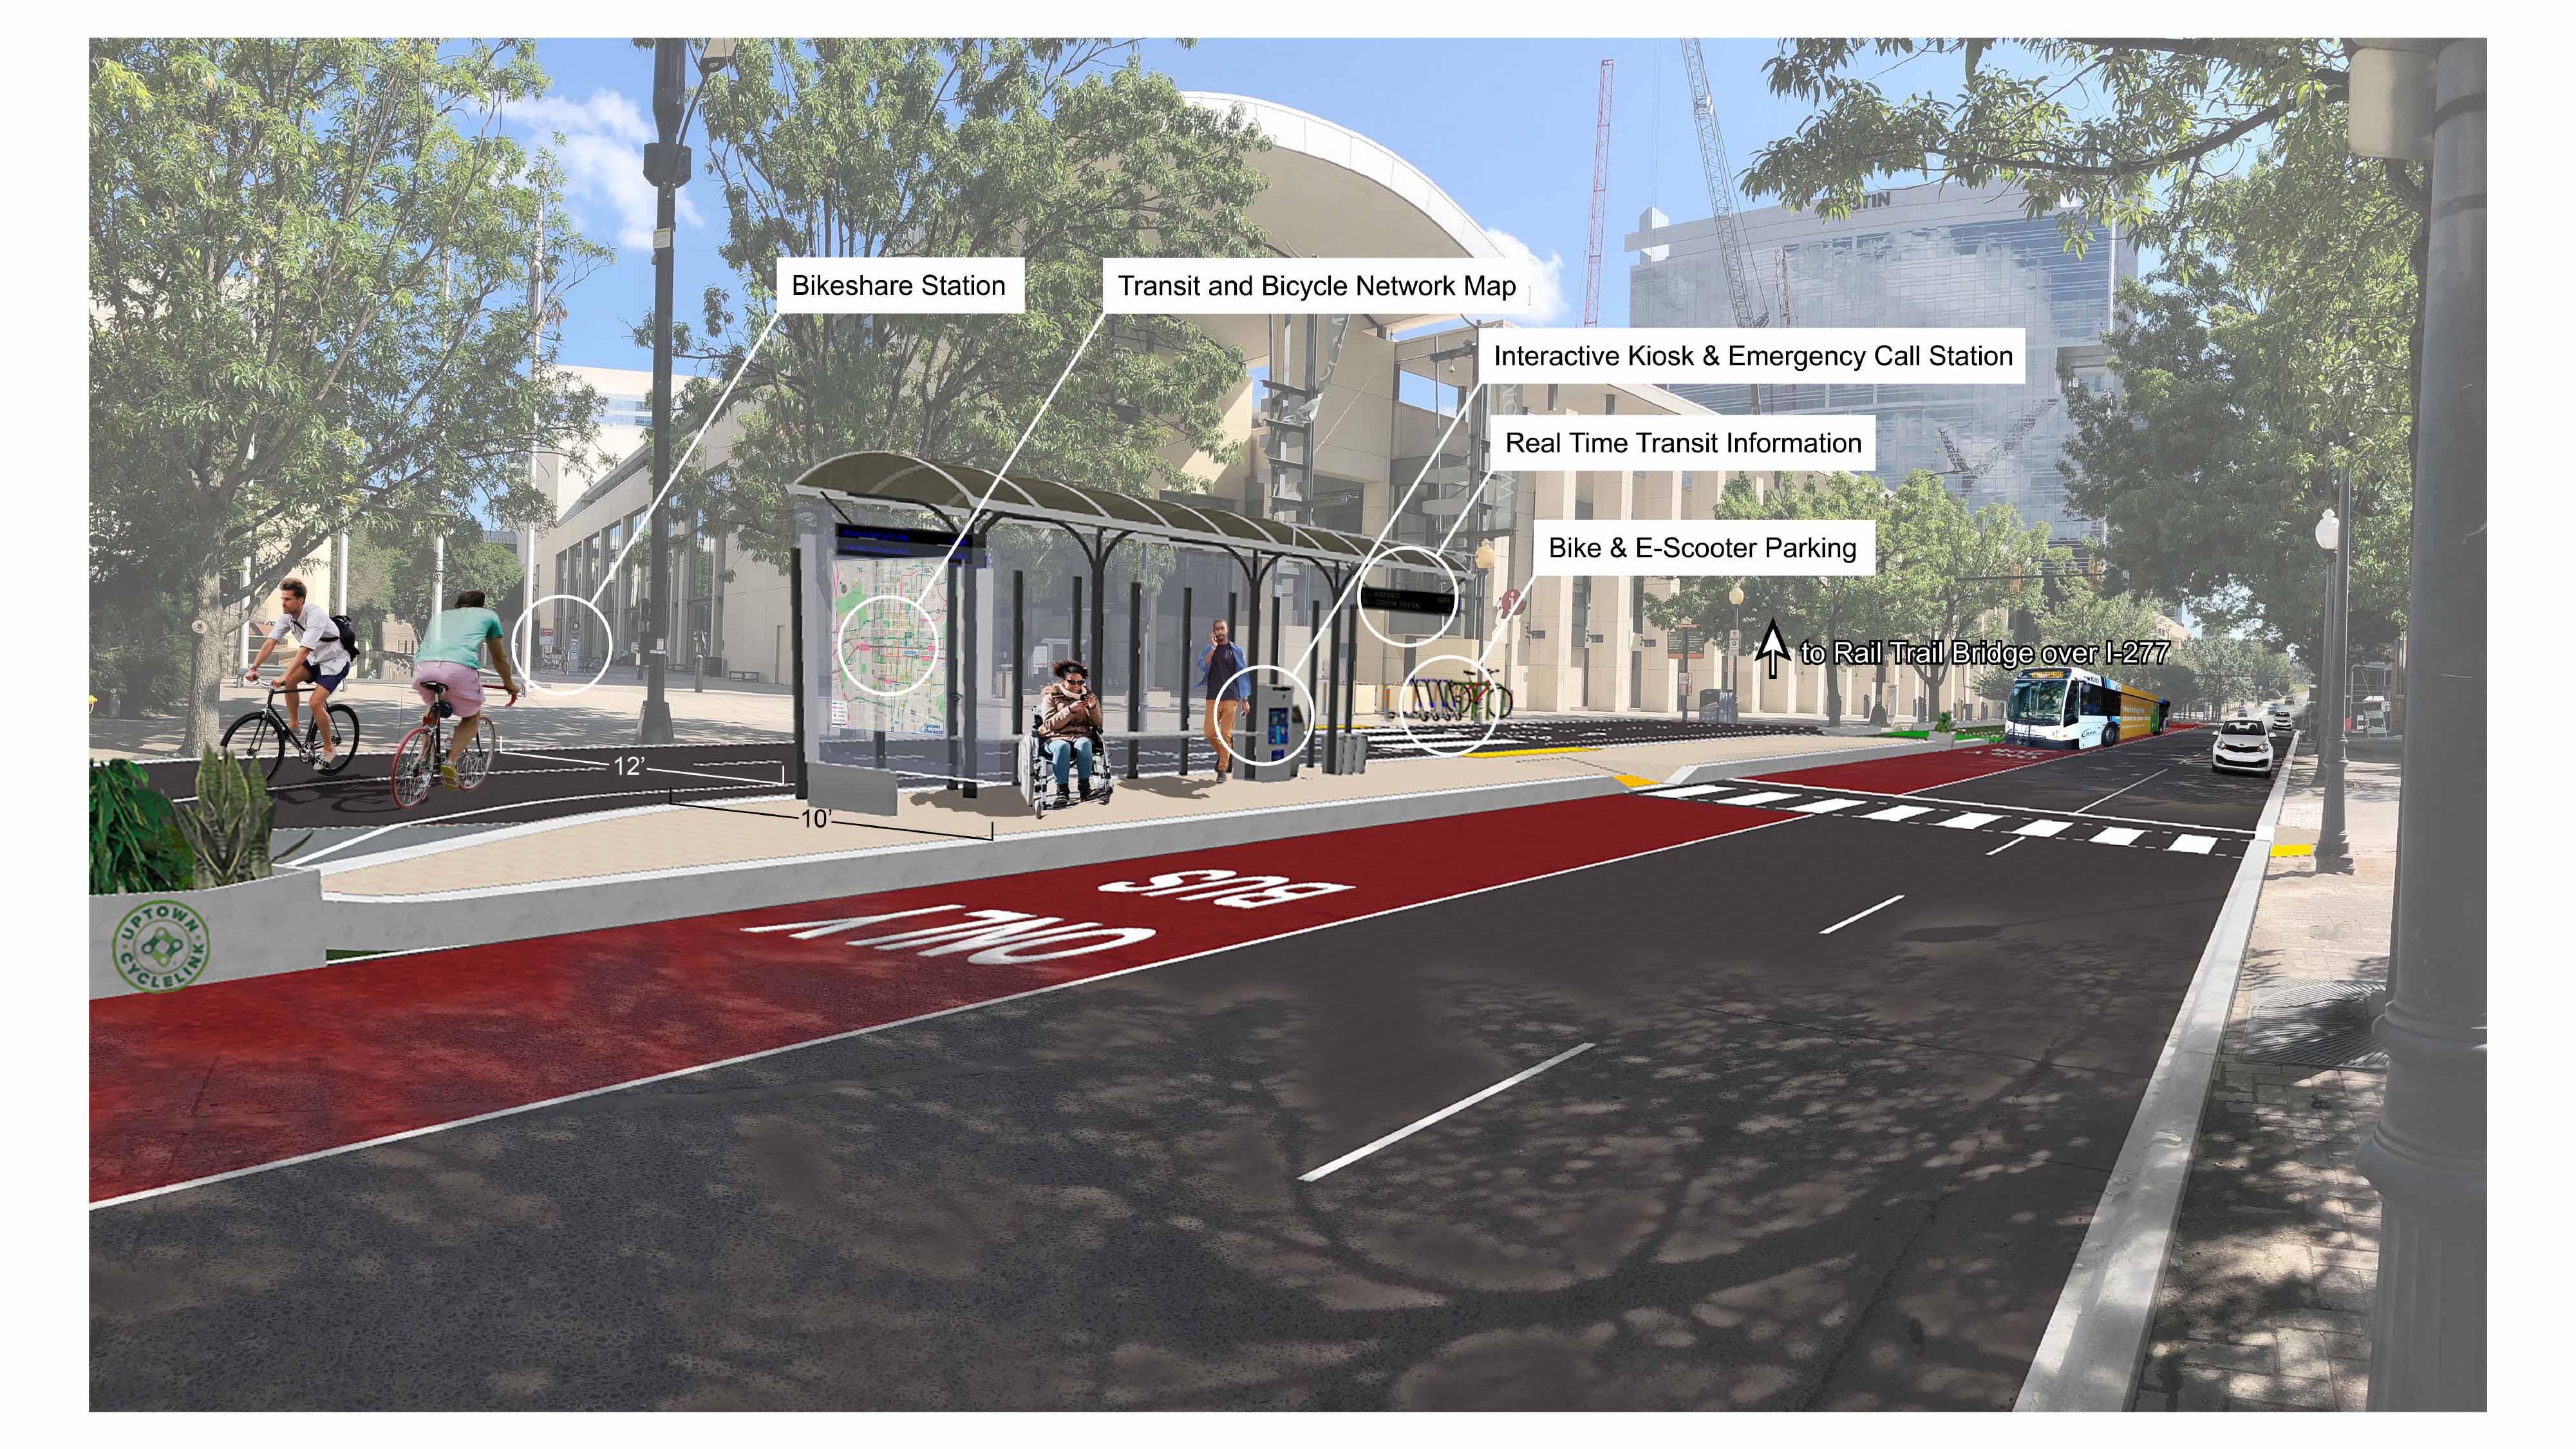 STIN
Bikeshare Station
Transit and Bicycle Network Map
Interactive Kiosk & Emergency Call Station
Real Time Transit Information
Bike & E-Scooter Parking
to Rail Trail Bridge over I-277
12'
10'
BUS
ONLY
UPTOWN
CYCLELINK